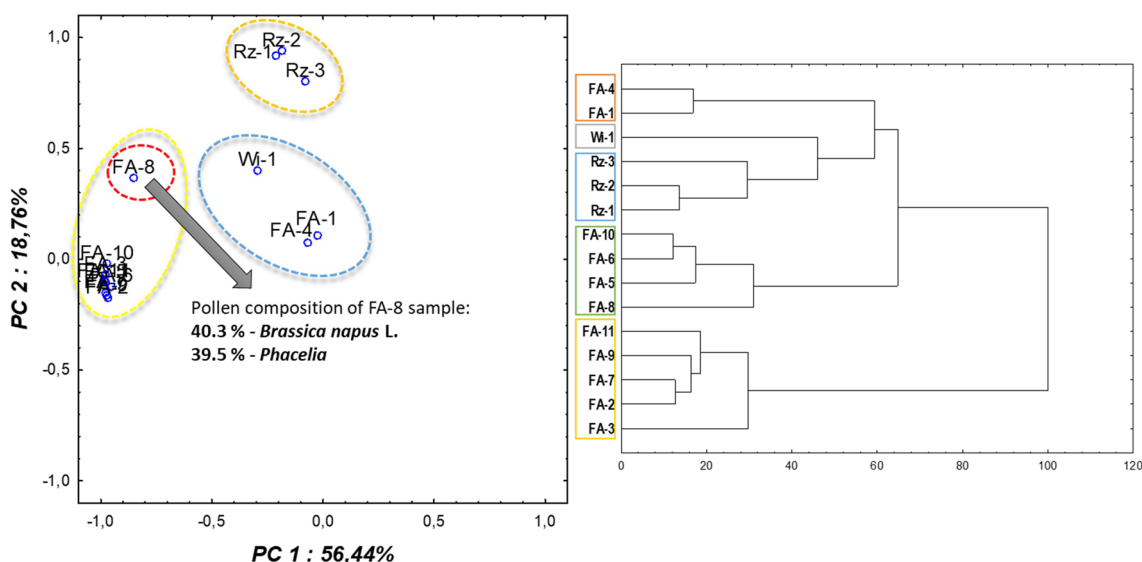 1,0
0,5
0,0
-0,5
-1,0
PC 2 : 18,76%
Rz-2
Rz-1
Rz-3
FA-8
Wi-1
FA-1
FA-4
FA-10
FA-3
FA-2
Pollen composition of FA-8 sample:
40.3 % - Brassica napus L.
39.5 % - Phacelia
-1,0 -0,5 0,0 0,5 1,0
PC 1 : 56,44%
FA-4
FA-1
Wi-1
Rz-3
Rz-2
Rz-1
FA-10
FA-6
FA-5
FA-8
FA-11
FA-9
FA-7
FA-2
FA-3
0 20 40 60 80 100 120